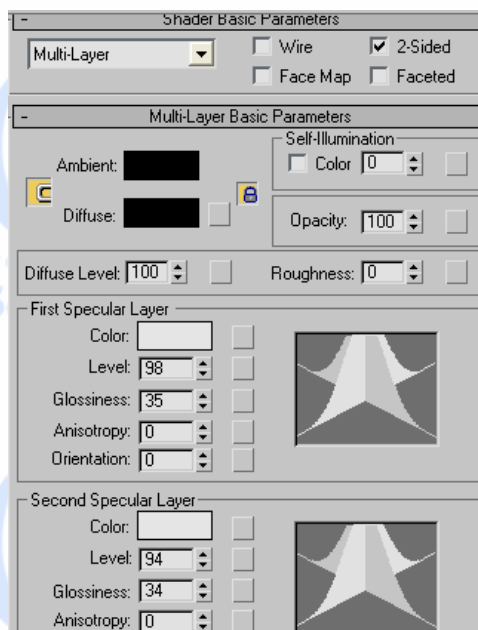 - Shader Basic Parameters
Multi-Layer Wire 2-Sided
Face Map Faceted
- Multi-Layer Basic Parameters
Self-Illumination
Ambient: Color 0
Diffuse: Opacity: 100
Diffuse Level: 100 Roughness: 0
First Specular Layer
Color:
Level: 98
Glossiness: 35
Anisotropy: 0
Orientation: 0
Second Specular Layer
Color:
Level: 94
Glossiness: 34
Anisotropy: 0